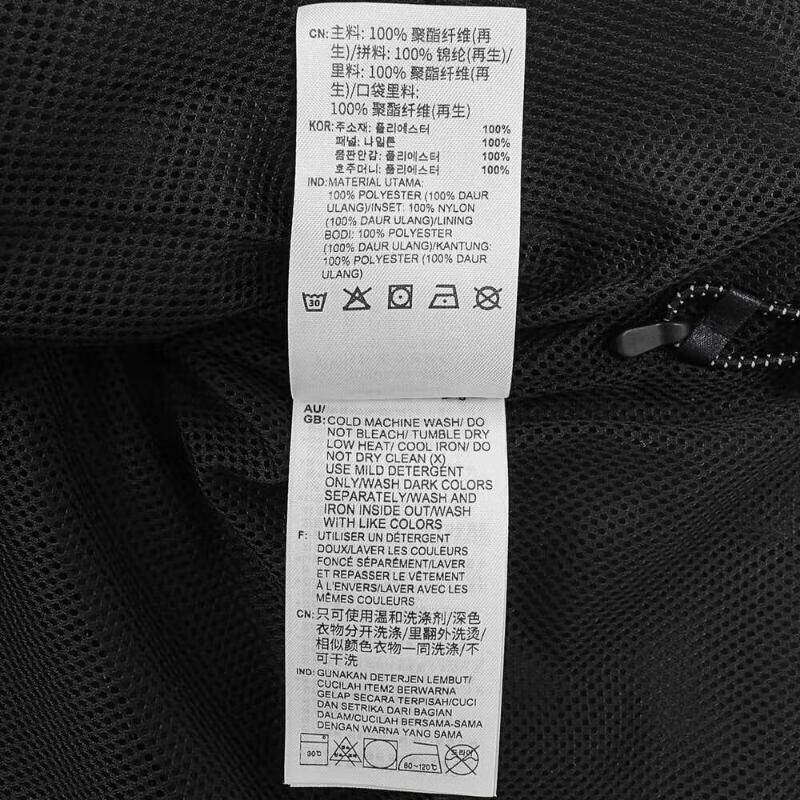 CN: 主料: 100% 聚酯纤维(再
生)/拼料: 100% 锦纶(再生)/
里料: 100% 聚酯纤维(再
生)/口袋里料:
100% 聚酯纤维(再生)
KOR: 주소재: 폴리에스터 100%
패널: 나일론 100%
몸판안감: 폴리에스터 100%
호주머니: 폴리에스터 100%
IND: MATERIAL UTAMA:
100% POLYESTER (100% DAUR
ULANG)/INSET: 100% NYLON
(100% DAUR ULANG)/LINING
BODI: 100% POLYESTER
(100% DAUR ULANG)/KANTUNG:
100% POLYESTER (100% DAUR
ULANG)
30
AU/
GB: COLD MACHINE WASH/ DO
NOT BLEACH/ TUMBLE DRY
LOW HEAT/ COOL IRON/ DO
NOT DRY CLEAN (X)
USE MILD DETERGENT
ONLY/WASH DARK COLORS
SEPARATELY/WASH AND
IRON INSIDE OUT/WASH
WITH LIKE COLORS
F: UTILISER UN DÉTERGENT
DOUX/LAVER LES COULEURS
FONCÉ SÉPARÉMENT/LAVER
ET REPASSER LE VÊTEMENT
À L'ENVERS/LAVER AVEC LES
MÊMES COULEURS
CN: 只可使用温和洗涤剂/深色
衣物分开洗涤/里翻外洗烫/
相似颜色衣物一同洗涤/不
可干洗
IND: GUNAKAN DETERJEN LEMBUT/
CUCILAH ITEM2 BERWARNA
GELAP SECARA TERPISAH/CUCI
DAN SETRIKA DARI BAGIAN
DALAM/CUCILAH BERSAMA-SAMA
DENGAN WARNA YANG SAMA
30℃ 80~120℃ 드라이